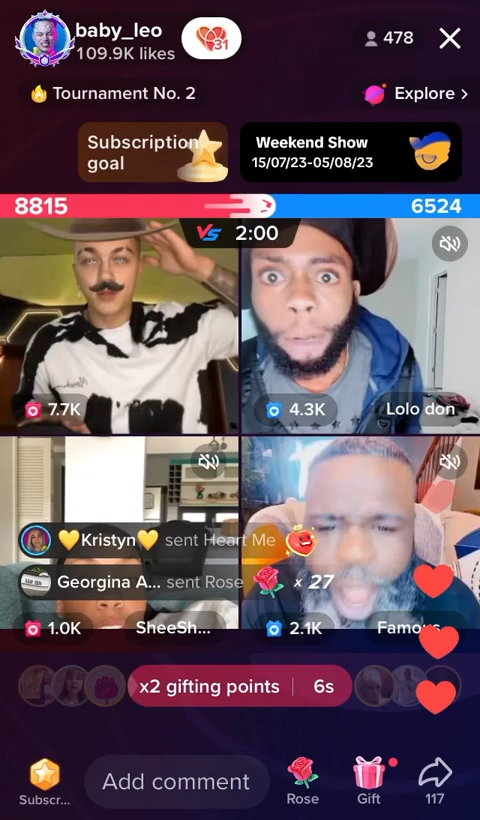 baby_leo
109.9K likes
31
478
Tournament No. 2
Explore >
Subscription goal
Weekend Show
15/07/23-05/08/23
8815
6524
VS 2:00
7.7K
4.3K
Lolo don
💛Kristyn💛 sent Heart Me
Georgina A... sent Rose
x 27
1.0K
SheeSh...
2.1K
Famo
x2 gifting points | 6s
Subscr...
Add comment
Rose
Gift
117